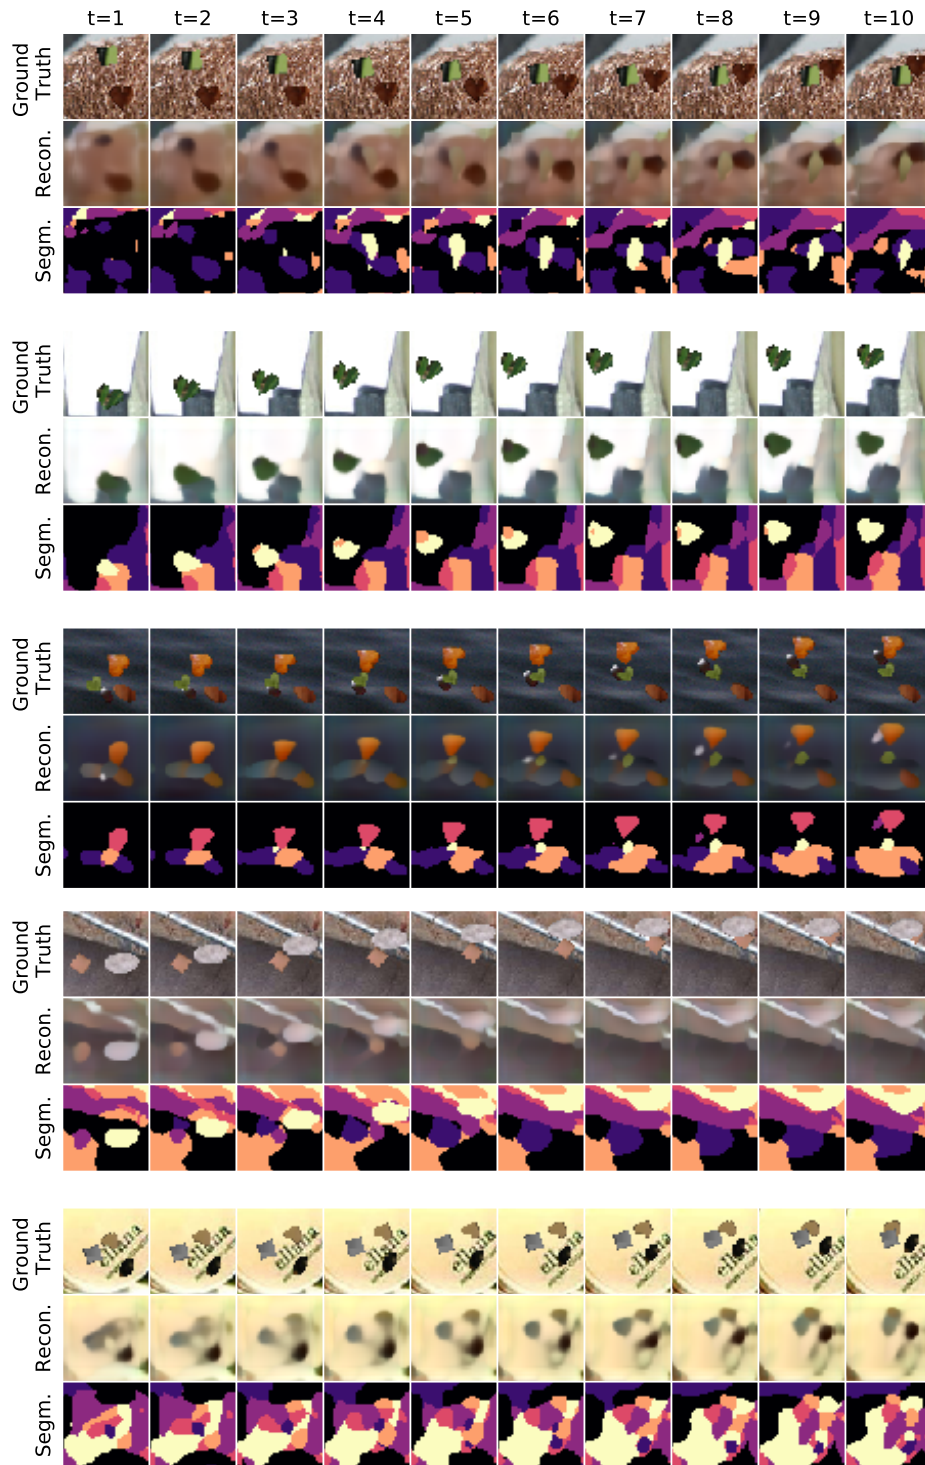 t=1 t=2 t=3 t=4 t=5 t=6 t=7 t=8 t=9 t=10
Ground
Truth
Recon.
Segm.
Ground
Truth
Recon.
Segm.
Ground
Truth
Recon.
Segm.
Ground
Truth
Recon.
Segm.
Ground
Truth
Recon.
Segm.